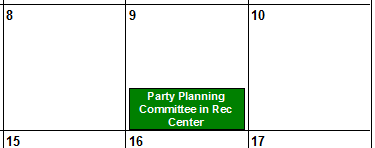 8 9 10
Party Planning
Committee in Rec
Center
15 16 17